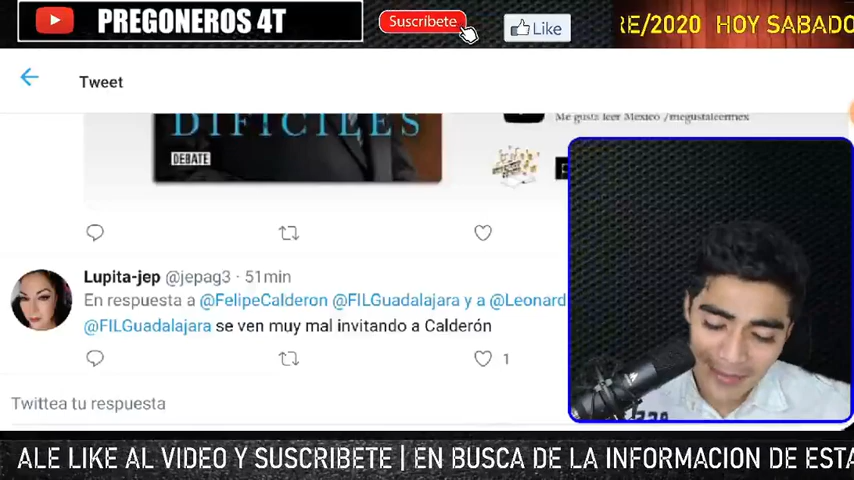 PREGONEROS 4T
Suscríbete
Like
RE/2020 HOY SABADO
Tweet
DIFÍCILES
DEBATE
Me gusta leer México /megustaleermex
Lupita-jep @jepag3 · 51min
En respuesta a @FelipeCalderon @FILGuadalajara y a @Leonard
@FILGuadalajara se ven muy mal invitando a Calderón
1
Twittea tu respuesta
ALE LIKE AL VIDEO Y SUSCRIBETE | EN BUSCA DE LA INFORMACION DE ESTA